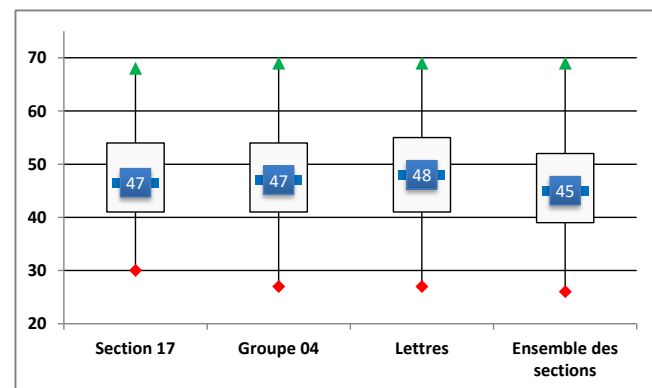 70
60
50
40
30
20
47
47
48
45
Section 17
Groupe 04
Lettres
Ensemble des
sections